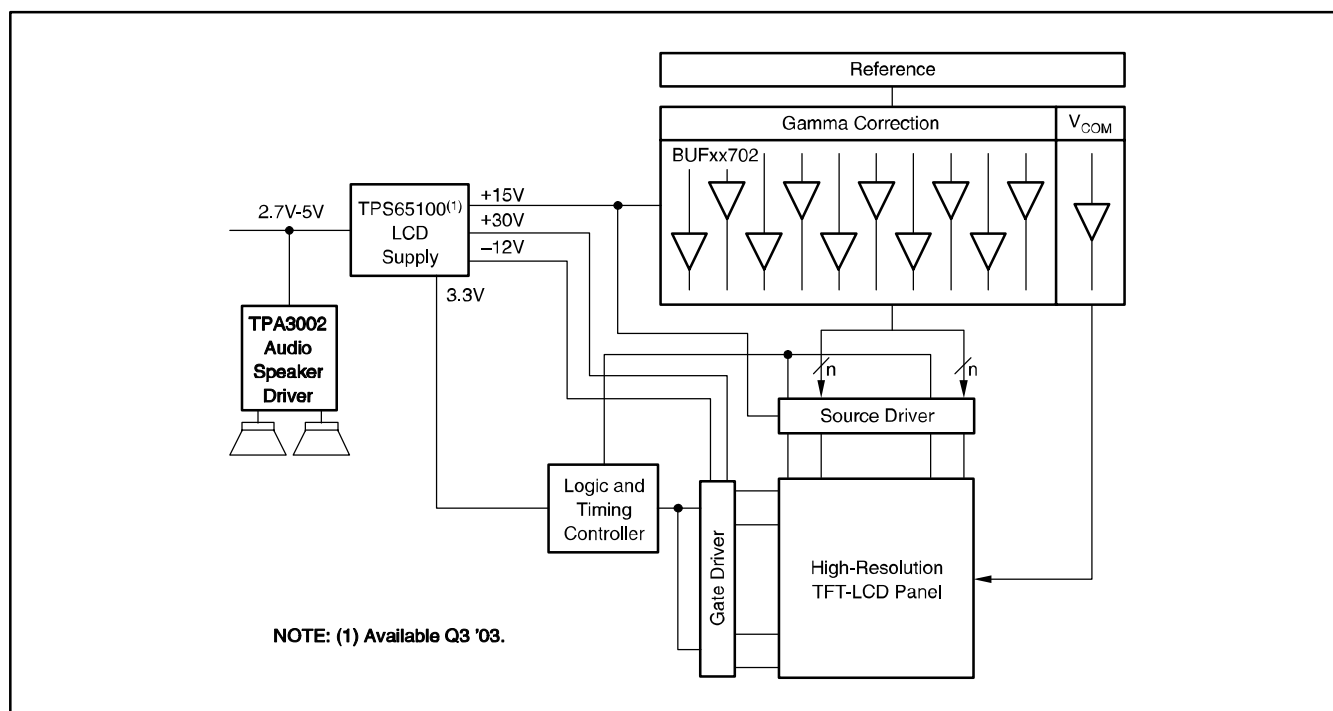 Reference
Gamma Correction
V_COM
BUFxx702
2.7V-5V
TPS65100(1)
LCD
Supply
+15V
+30V
–12V
3.3V
TPA3002
Audio
Speaker
Driver
n
n
Source Driver
Logic and
Timing
Controller
Gate Driver
High-Resolution
TFT-LCD Panel
NOTE: (1) Available Q3 '03.